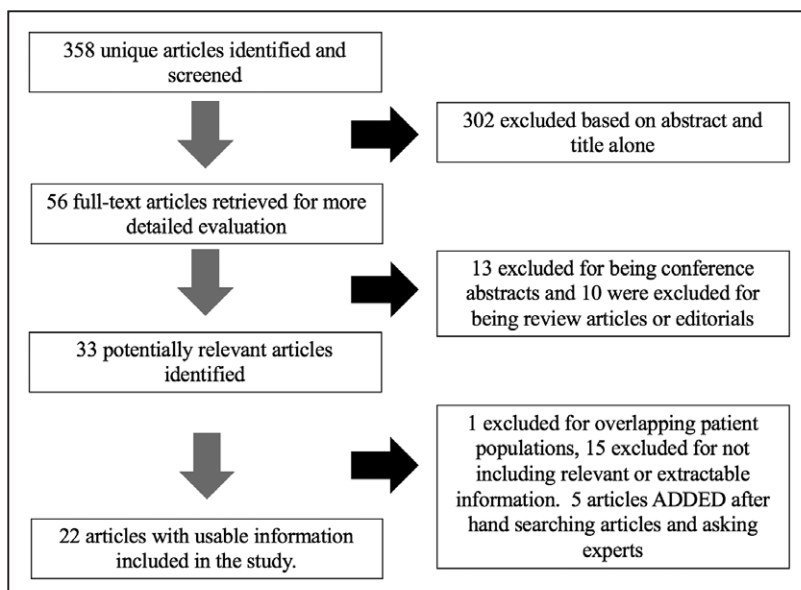 358 unique articles identified and
screened
302 excluded based on abstract and
title alone
56 full-text articles retrieved for more
detailed evaluation
13 excluded for being conference
abstracts and 10 were excluded for
being review articles or editorials
33 potentially relevant articles
identified
1 excluded for overlapping patient
populations, 15 excluded for not
including relevant or extractable
information. 5 articles ADDED after
hand searching articles and asking
experts
22 articles with usable information
included in the study.